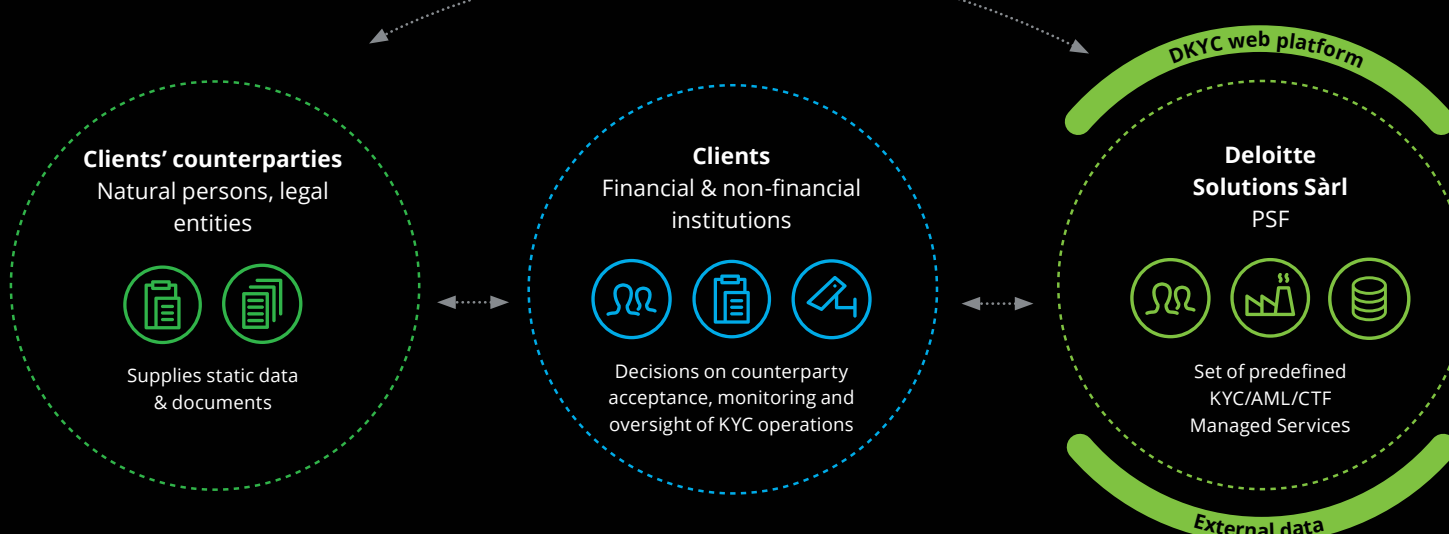 DKYC web platform
Clients’ counterparties
Natural persons, legal
entities
Supplies static data
& documents
Clients
Financial & non-financial
institutions
Decisions on counterparty
acceptance, monitoring and
oversight of KYC operations
Deloitte
Solutions Sàrl
PSF
Set of predefined
KYC/AML/CTF
Managed Services
External data